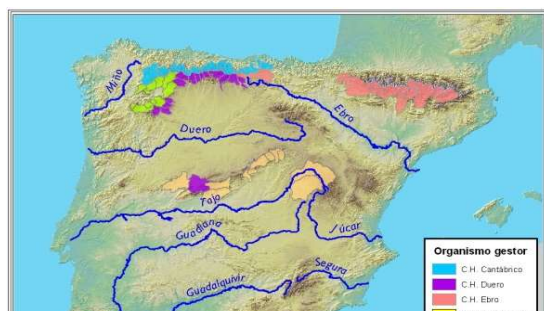 Miño
Ebro
Duero
Tajo
Guadiana
Júcar
Segura
Guadalquivir
Organismo gestor
C.H. Cantábrico
C.H. Duero
C.H. Ebro